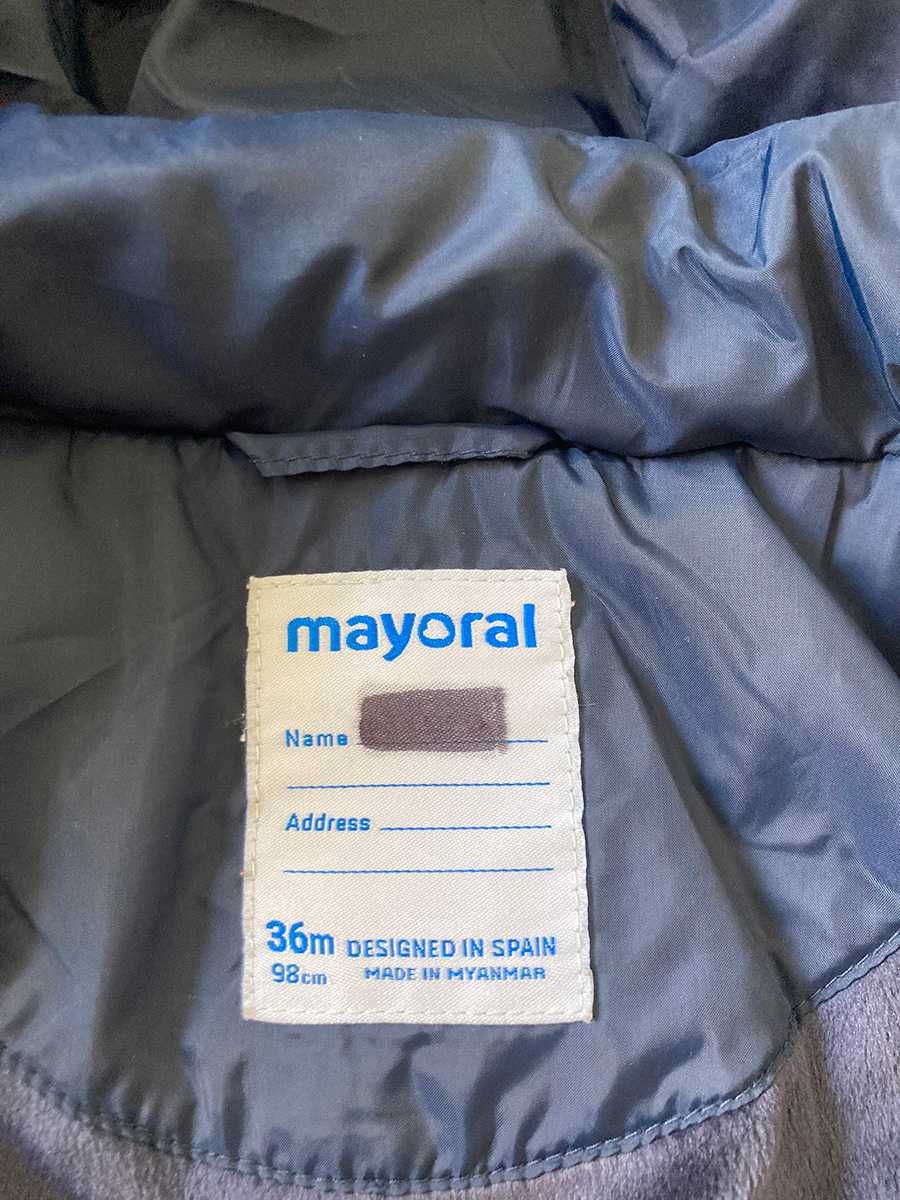 mayoral
Name
Address
36m DESIGNED IN SPAIN
98cm MADE IN MYANMAR